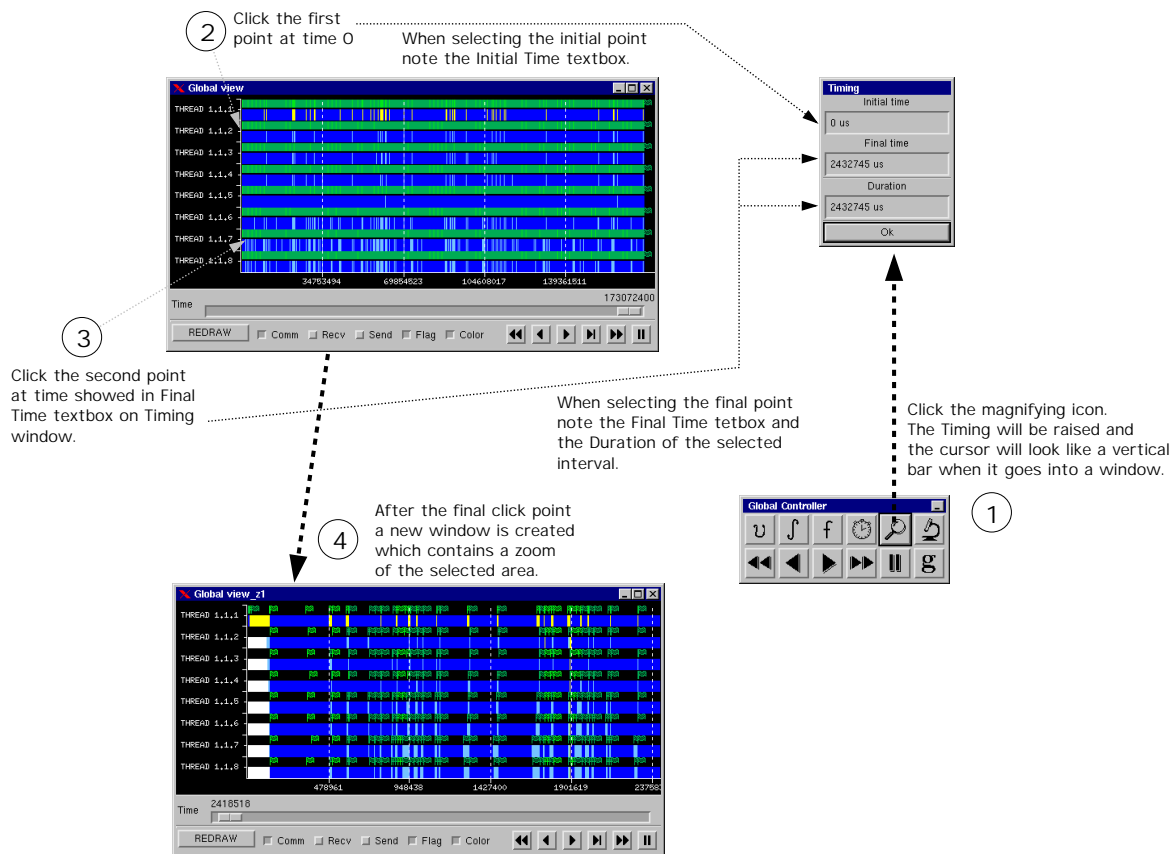 2
Click the first
point at time 0
When selecting the initial point
note the Initial Time textbox.
Global view
THREAD 1.1.1
THREAD 1.1.2
THREAD 1.1.3
THREAD 1.1.4
THREAD 1.1.5
THREAD 1.1.6
THREAD 1.1.7
THREAD 1.1.8
34753494 69854523 104608017 139361511
Time
173072400
REDRAW Comm Recv Send Flag Color
Timing
Initial time
0 us
Final time
2432745 us
Duration
2432745 us
Ok
3
Click the second point
at time showed in Final
Time textbox on Timing
window.
When selecting the final point
note the Final Time tetbox and
the Duration of the selected
interval.
Click the magnifying icon.
The Timing will be raised and
the cursor will look like a vertical
bar when it goes into a window.
1
Global Controller
υ ∫ f
g
4
After the final click point
a new window is created
which contains a zoom
of the selected area.
Global view_z1
THREAD 1.1.1
THREAD 1.1.2
THREAD 1.1.3
THREAD 1.1.4
THREAD 1.1.5
THREAD 1.1.6
THREAD 1.1.7
THREAD 1.1.8
478961 948438 1427400 1901619
Time
2418518
REDRAW Comm Recv Send Flag Color